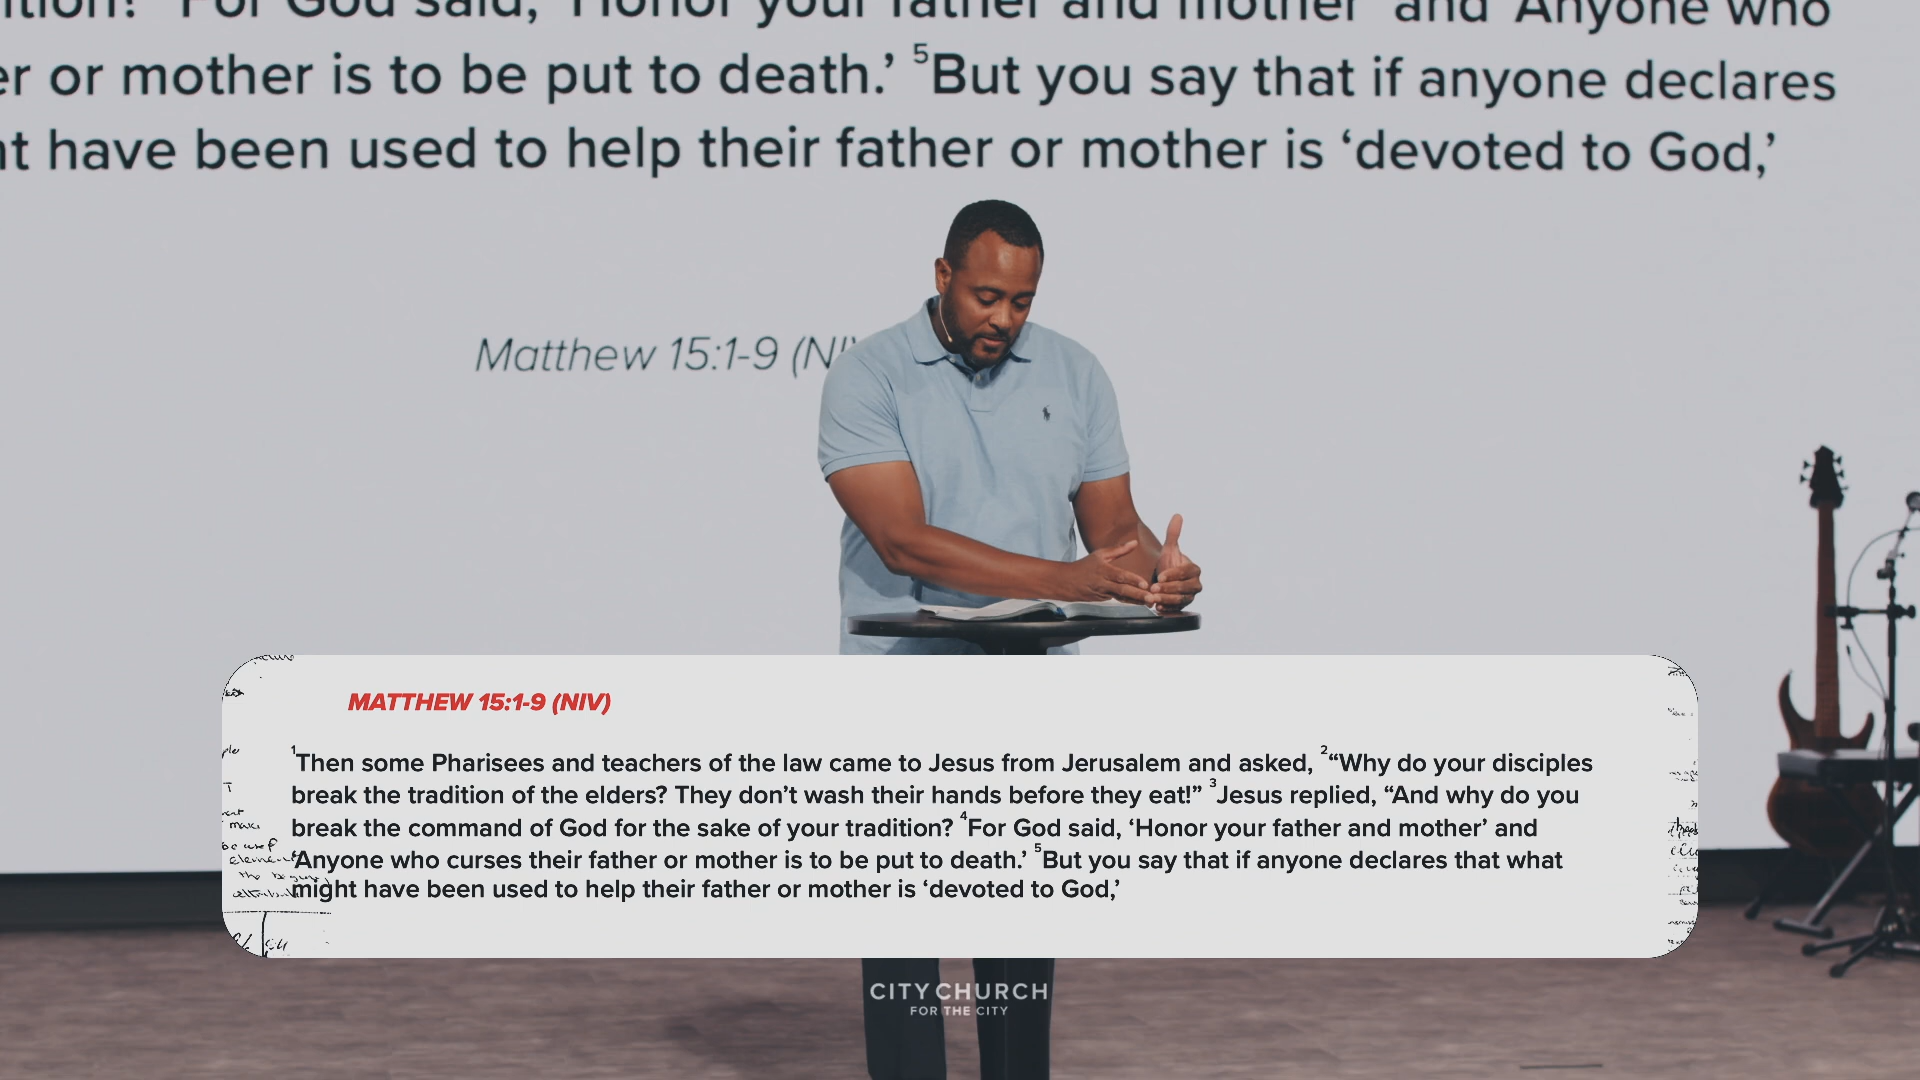 ition? For God said, 'Honor your father and mother' and 'Anyone who
er or mother is to be put to death.’ ⁵But you say that if anyone declares
ht have been used to help their father or mother is ‘devoted to God,’
Matthew 15:1-9 (NIV
MATTHEW 15:1-9 (NIV)
¹Then some Pharisees and teachers of the law came to Jesus from Jerusalem and asked, ²“Why do your disciples
break the tradition of the elders? They don’t wash their hands before they eat!” ³Jesus replied, “And why do you
break the command of God for the sake of your tradition? ⁴For God said, ‘Honor your father and mother’ and
‘Anyone who curses their father or mother is to be put to death.’ ⁵But you say that if anyone declares that what
might have been used to help their father or mother is ‘devoted to God,’
CITY CHURCH
FOR THE CITY